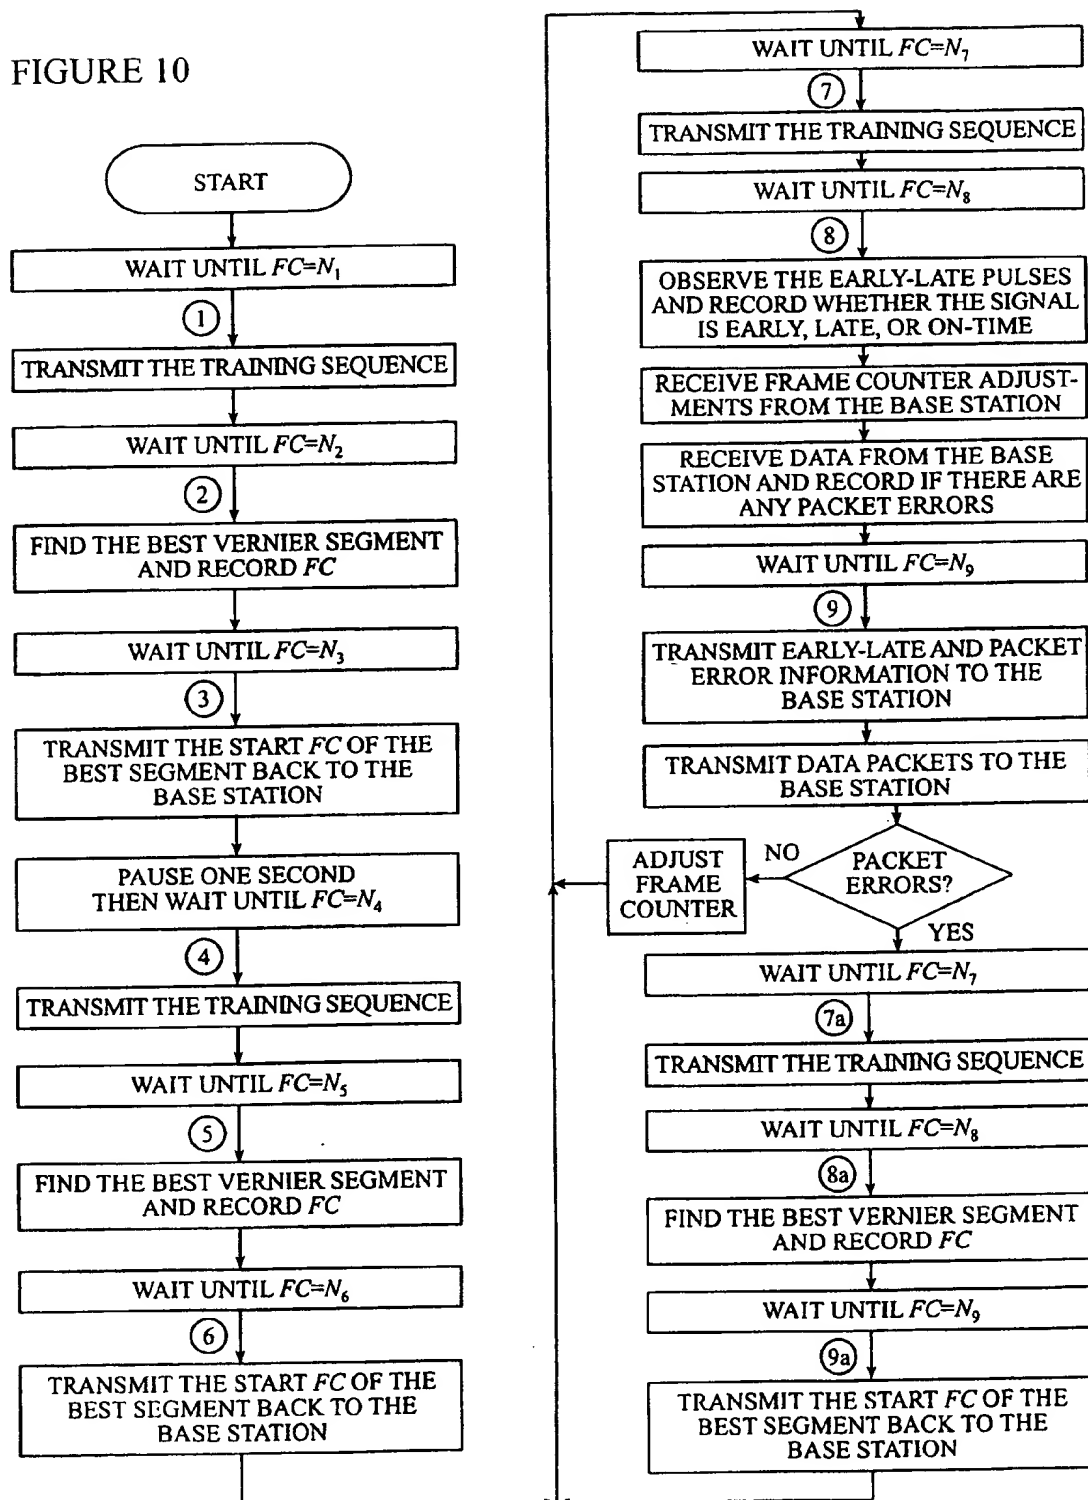 FIGURE 10
START
WAIT UNTIL FC=N₁
①
TRANSMIT THE TRAINING SEQUENCE
WAIT UNTIL FC=N₂
②
FIND THE BEST VERNIER SEGMENT
AND RECORD FC
WAIT UNTIL FC=N₃
③
TRANSMIT THE START FC OF THE
BEST SEGMENT BACK TO THE
BASE STATION
PAUSE ONE SECOND
THEN WAIT UNTIL FC=N₄
④
TRANSMIT THE TRAINING SEQUENCE
WAIT UNTIL FC=N₅
⑤
FIND THE BEST VERNIER SEGMENT
AND RECORD FC
WAIT UNTIL FC=N₆
⑥
TRANSMIT THE START FC OF THE
BEST SEGMENT BACK TO THE
BASE STATION
WAIT UNTIL FC=N₇
⑦
TRANSMIT THE TRAINING SEQUENCE
WAIT UNTIL FC=N₈
⑧
OBSERVE THE EARLY-LATE PULSES
AND RECORD WHETHER THE SIGNAL
IS EARLY, LATE, OR ON-TIME
RECEIVE FRAME COUNTER ADJUST-
MENTS FROM THE BASE STATION
RECEIVE DATA FROM THE BASE
STATION AND RECORD IF THERE ARE
ANY PACKET ERRORS
WAIT UNTIL FC=N₉
⑨
TRANSMIT EARLY-LATE AND PACKET
ERROR INFORMATION TO THE
BASE STATION
TRANSMIT DATA PACKETS TO THE
BASE STATION
PACKET
ERRORS?
NO
ADJUST
FRAME
COUNTER
YES
WAIT UNTIL FC=N₇
7a
TRANSMIT THE TRAINING SEQUENCE
WAIT UNTIL FC=N₈
8a
FIND THE BEST VERNIER SEGMENT
AND RECORD FC
WAIT UNTIL FC=N₉
9a
TRANSMIT THE START FC OF THE
BEST SEGMENT BACK TO THE
BASE STATION